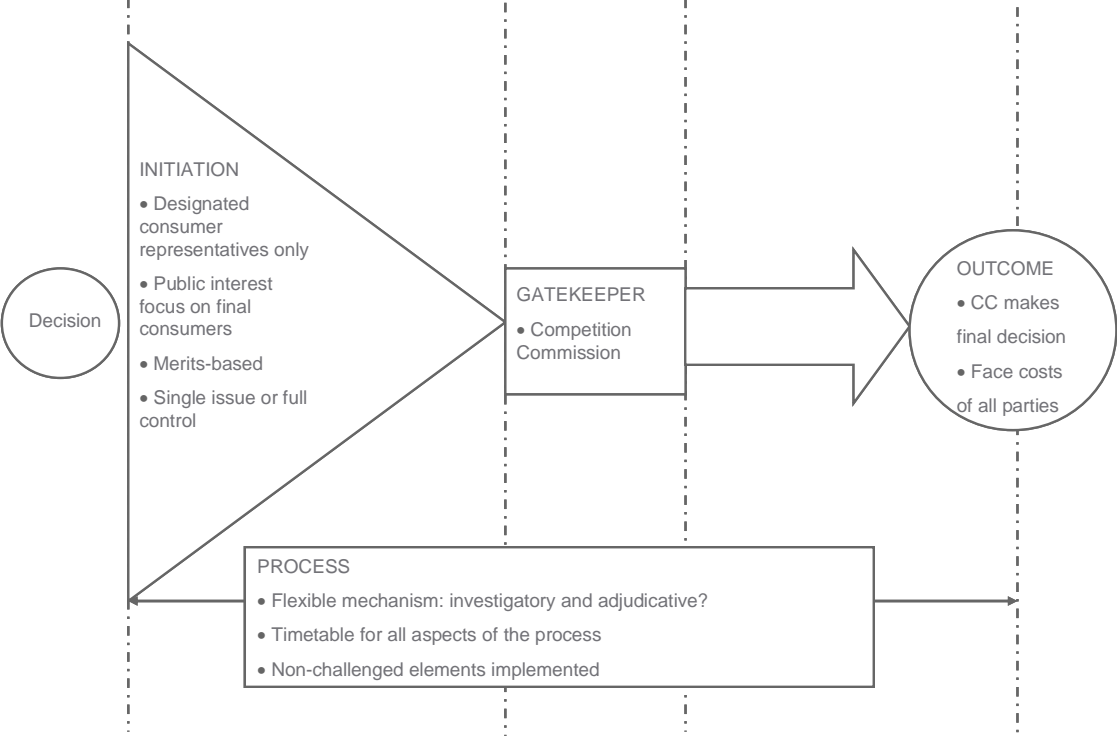 Decision
INITIATION
• Designated
consumer
representatives only
• Public interest
focus on final
consumers
• Merits-based
• Single issue or full
control
GATEKEEPER
• Competition
Commission
OUTCOME
• CC makes
final decision
• Face costs
of all parties
PROCESS
• Flexible mechanism: investigatory and adjudicative?
• Timetable for all aspects of the process
• Non-challenged elements implemented